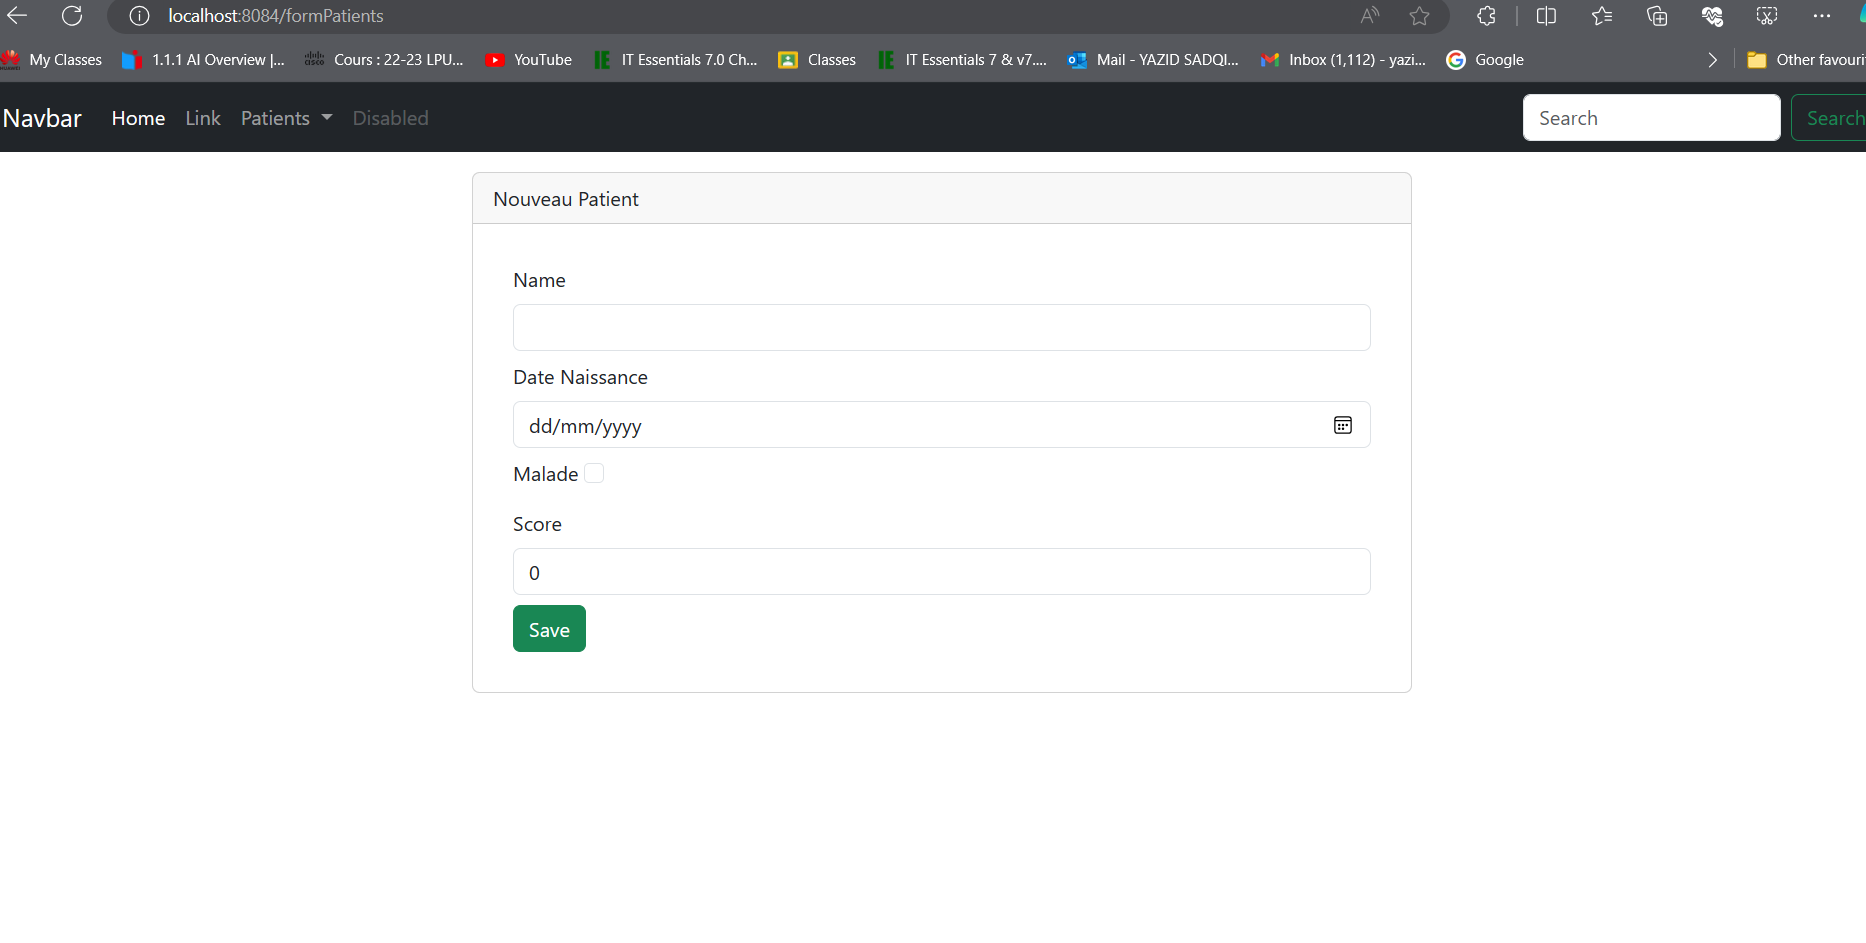 localhost:8084/formPatients
My Classes 1.1.1 AI Overview |... Cours : 22-23 LPU... YouTube IT Essentials 7.0 Ch... Classes IT Essentials 7 & v7.... Mail - YAZID SADQI... Inbox (1,112) - yazi... Google Other favouri
Navbar Home Link Patients Disabled Search Search
Nouveau Patient
Name
Date Naissance
dd/mm/yyyy
Malade
Score
0
Save